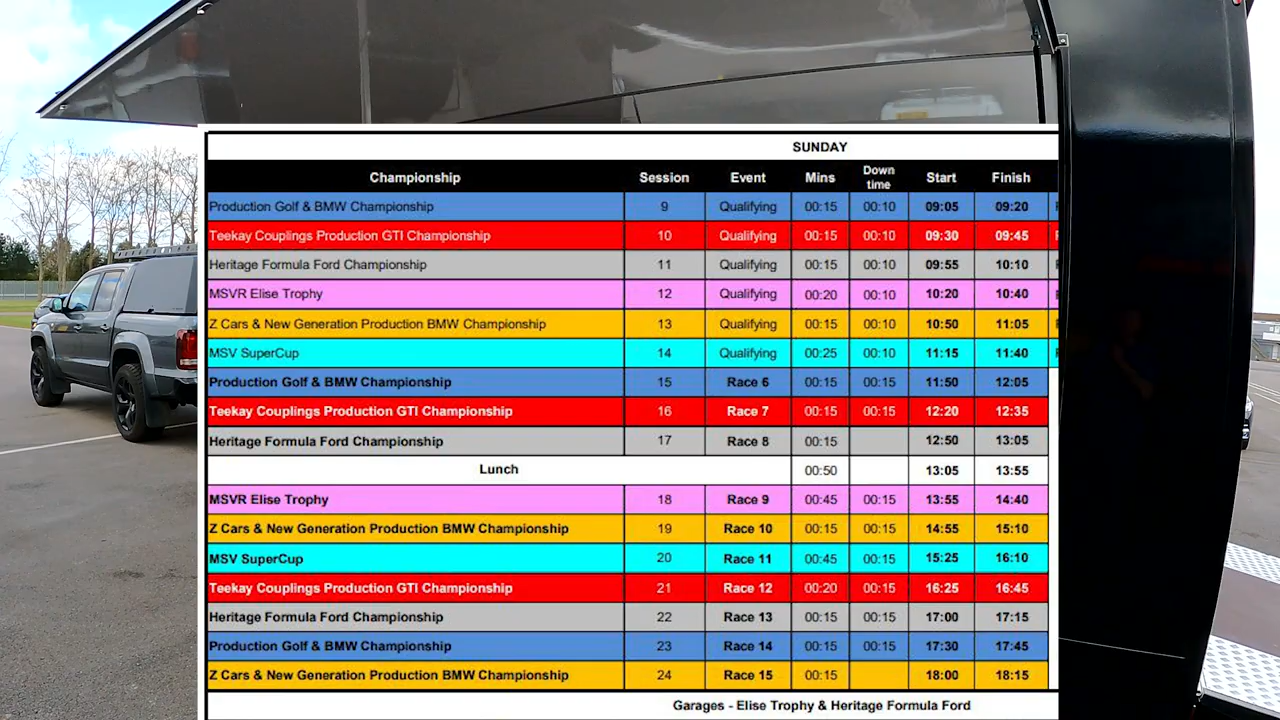 SUNDAY
Championship Session Event Mins Down time Start Finish
Production Golf & BMW Championship 9 Qualifying 00:15 00:10 09:05 09:20
Teekay Couplings Production GTI Championship 10 Qualifying 00:15 00:10 09:30 09:45
Heritage Formula Ford Championship 11 Qualifying 00:15 00:10 09:55 10:10
MSVR Elise Trophy 12 Qualifying 00:20 00:10 10:20 10:40
Z Cars & New Generation Production BMW Championship 13 Qualifying 00:15 00:10 10:50 11:05
MSV SuperCup 14 Qualifying 00:25 00:10 11:15 11:40
Production Golf & BMW Championship 15 Race 6 00:15 00:15 11:50 12:05
Teekay Couplings Production GTI Championship 16 Race 7 00:15 00:15 12:20 12:35
Heritage Formula Ford Championship 17 Race 8 00:15 12:50 13:05
Lunch 00:50 13:05 13:55
MSVR Elise Trophy 18 Race 9 00:45 00:15 13:55 14:40
Z Cars & New Generation Production BMW Championship 19 Race 10 00:15 00:15 14:55 15:10
MSV SuperCup 20 Race 11 00:45 00:15 15:25 16:10
Teekay Couplings Production GTI Championship 21 Race 12 00:20 00:15 16:25 16:45
Heritage Formula Ford Championship 22 Race 13 00:15 00:15 17:00 17:15
Production Golf & BMW Championship 23 Race 14 00:15 00:15 17:30 17:45
Z Cars & New Generation Production BMW Championship 24 Race 15 00:15 18:00 18:15
Garages - Elise Trophy & Heritage Formula Ford